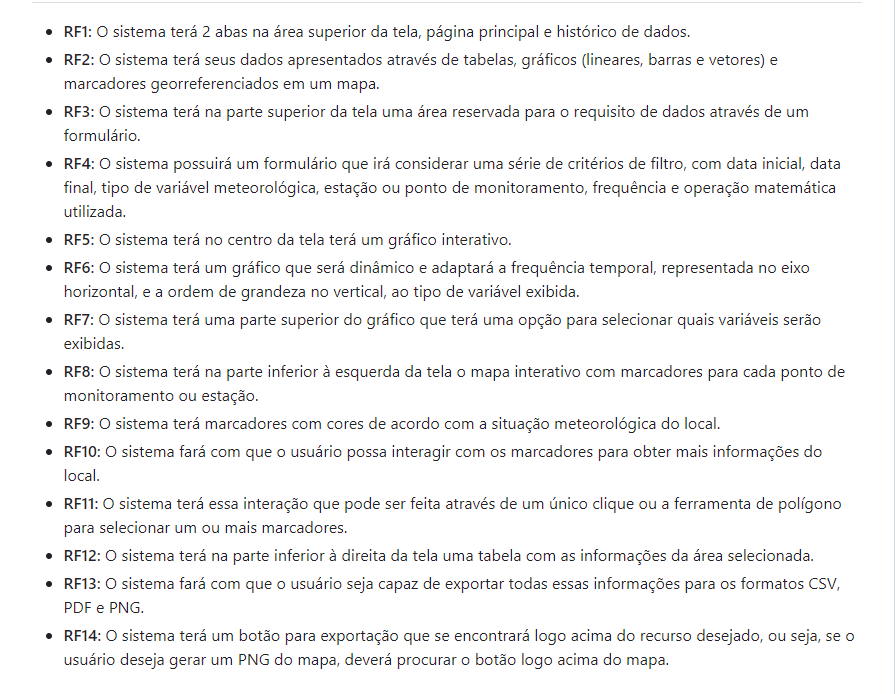 RF1: O sistema terá 2 abas na área superior da tela, página principal e histórico de dados.
RF2: O sistema terá seus dados apresentados através de tabelas, gráficos (lineares, barras e vetores) e
marcadores georreferenciados em um mapa.
RF3: O sistema terá na parte superior da tela uma área reservada para o requisito de dados através de um
formulário.
RF4: O sistema possuirá um formulário que irá considerar uma série de critérios de filtro, com data inicial, data
final, tipo de variável meteorológica, estação ou ponto de monitoramento, frequência e operação matemática
utilizada.
RF5: O sistema terá no centro da tela terá um gráfico interativo.
RF6: O sistema terá um gráfico que será dinâmico e adaptará a frequência temporal, representada no eixo
horizontal, e a ordem de grandeza no vertical, ao tipo de variável exibida.
RF7: O sistema terá uma parte superior do gráfico que terá uma opção para selecionar quais variáveis serão
exibidas.
RF8: O sistema terá na parte inferior à esquerda da tela o mapa interativo com marcadores para cada ponto de
monitoramento ou estação.
RF9: O sistema terá marcadores com cores de acordo com a situação meteorológica do local.
RF10: O sistema fará com que o usuário possa interagir com os marcadores para obter mais informações do
local.
RF11: O sistema terá essa interação que pode ser feita através de um único clique ou a ferramenta de polígono
para selecionar um ou mais marcadores.
RF12: O sistema terá na parte inferior à direita da tela uma tabela com as informações da área selecionada.
RF13: O sistema fará com que o usuário seja capaz de exportar todas essas informações para os formatos CSV,
PDF e PNG.
RF14: O sistema terá um botão para exportação que se encontrará logo acima do recurso desejado, ou seja, se o
usuário deseja gerar um PNG do mapa, deverá procurar o botão logo acima do mapa.